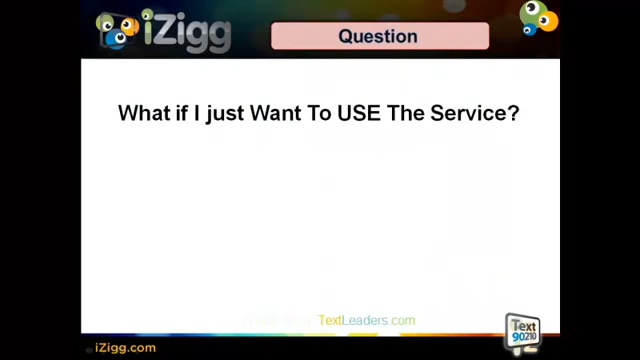 iZigg
Question
What if I just Want To USE The Service?
TextLeaders.com
Text
90210
iZigg.com